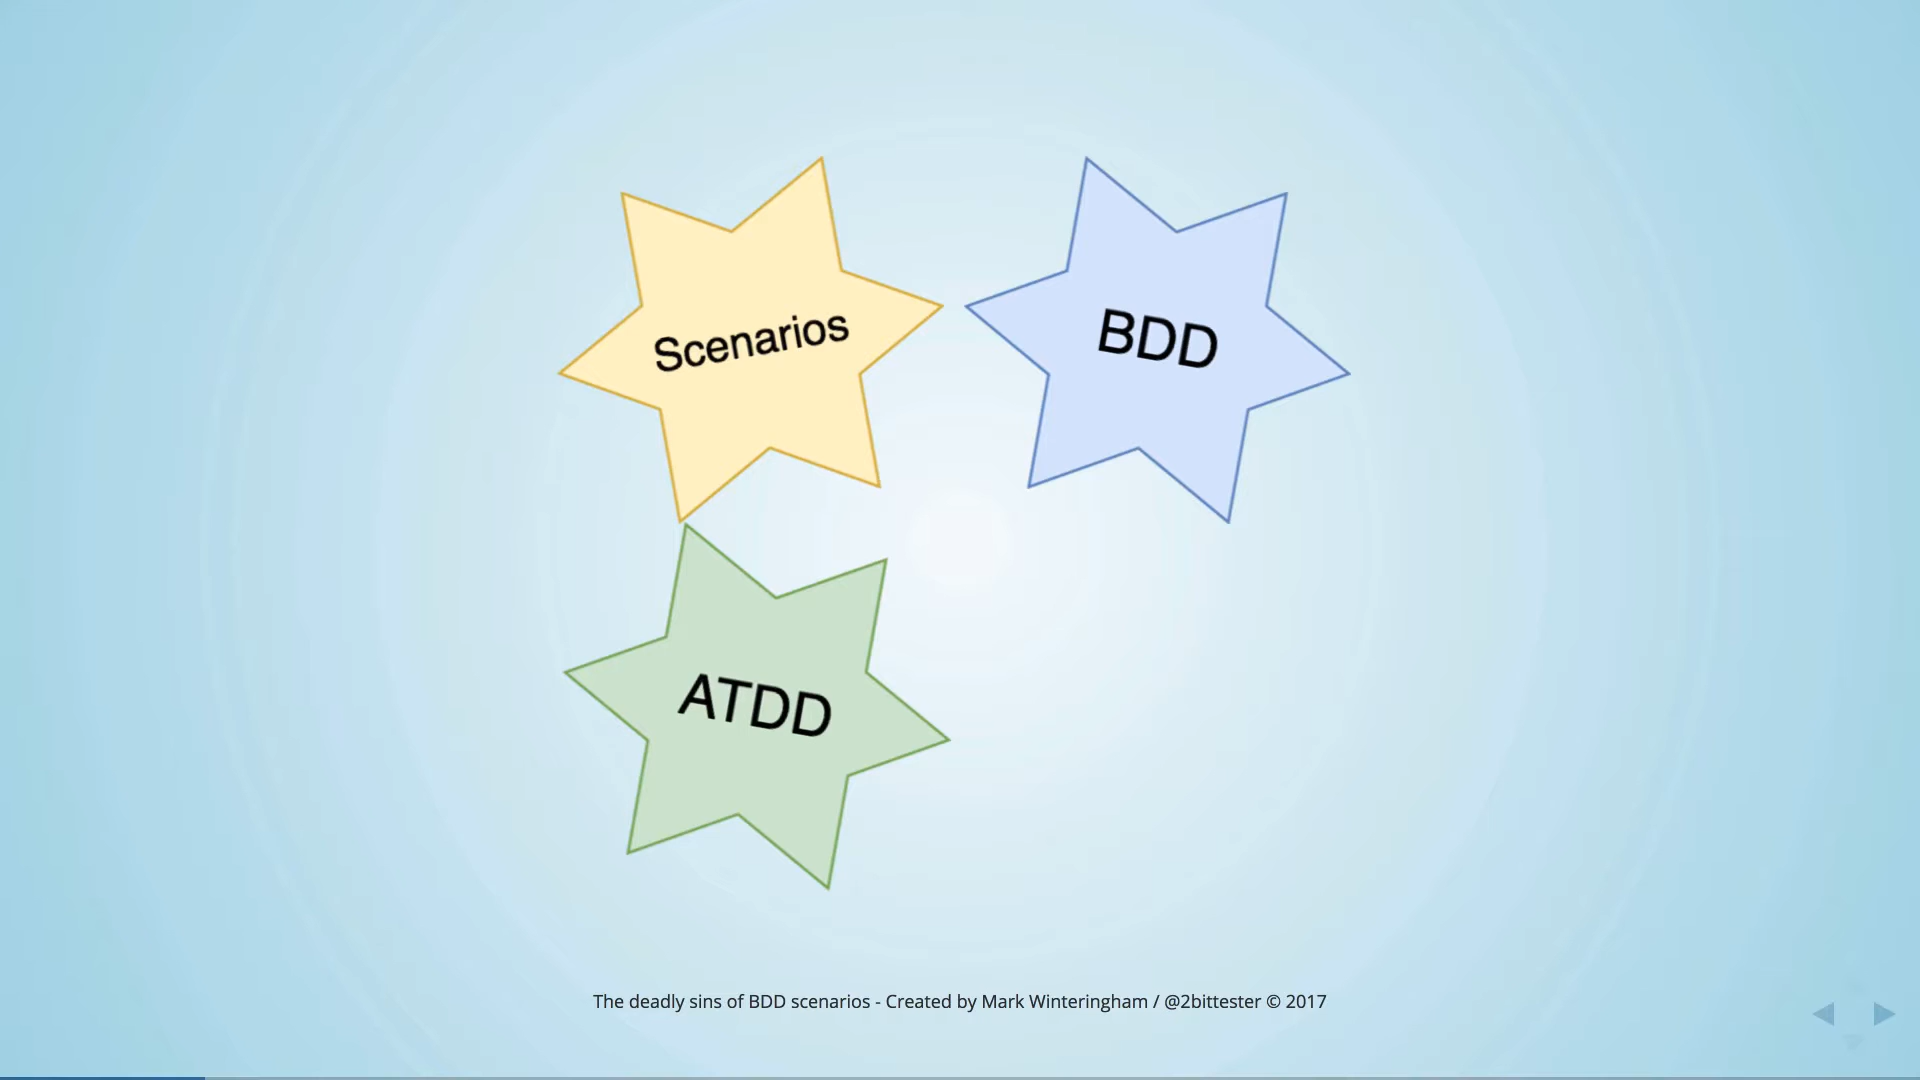 Scenarios
BDD
ATDD
The deadly sins of BDD scenarios - Created by Mark Winteringham / @2bittester © 2017